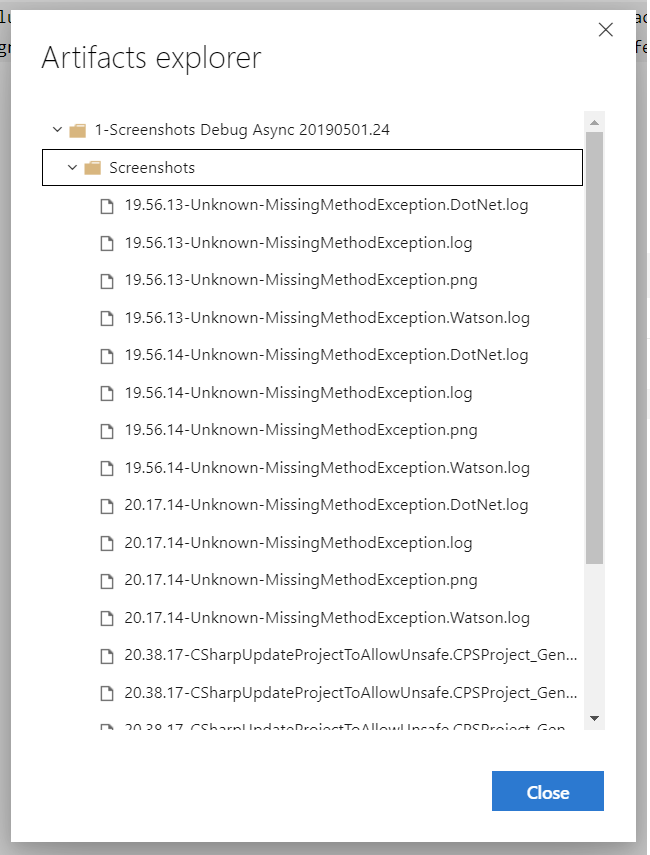 Artifacts explorer
1-Screenshots Debug Async 20190501.24
Screenshots
19.56.13-Unknown-MissingMethodException.DotNet.log
19.56.13-Unknown-MissingMethodException.log
19.56.13-Unknown-MissingMethodException.png
19.56.13-Unknown-MissingMethodException.Watson.log
19.56.14-Unknown-MissingMethodException.DotNet.log
19.56.14-Unknown-MissingMethodException.log
19.56.14-Unknown-MissingMethodException.png
19.56.14-Unknown-MissingMethodException.Watson.log
20.17.14-Unknown-MissingMethodException.DotNet.log
20.17.14-Unknown-MissingMethodException.log
20.17.14-Unknown-MissingMethodException.png
20.17.14-Unknown-MissingMethodException.Watson.log
20.38.17-CSharpUpdateProjectToAllowUnsafe.CPSProject_Gen...
20.38.17-CSharpUpdateProjectToAllowUnsafe.CPSProject_Gen...
20.38.17-CSharpUpdateProjectToAllowUnsafe.CPSProject_Gen...
Close